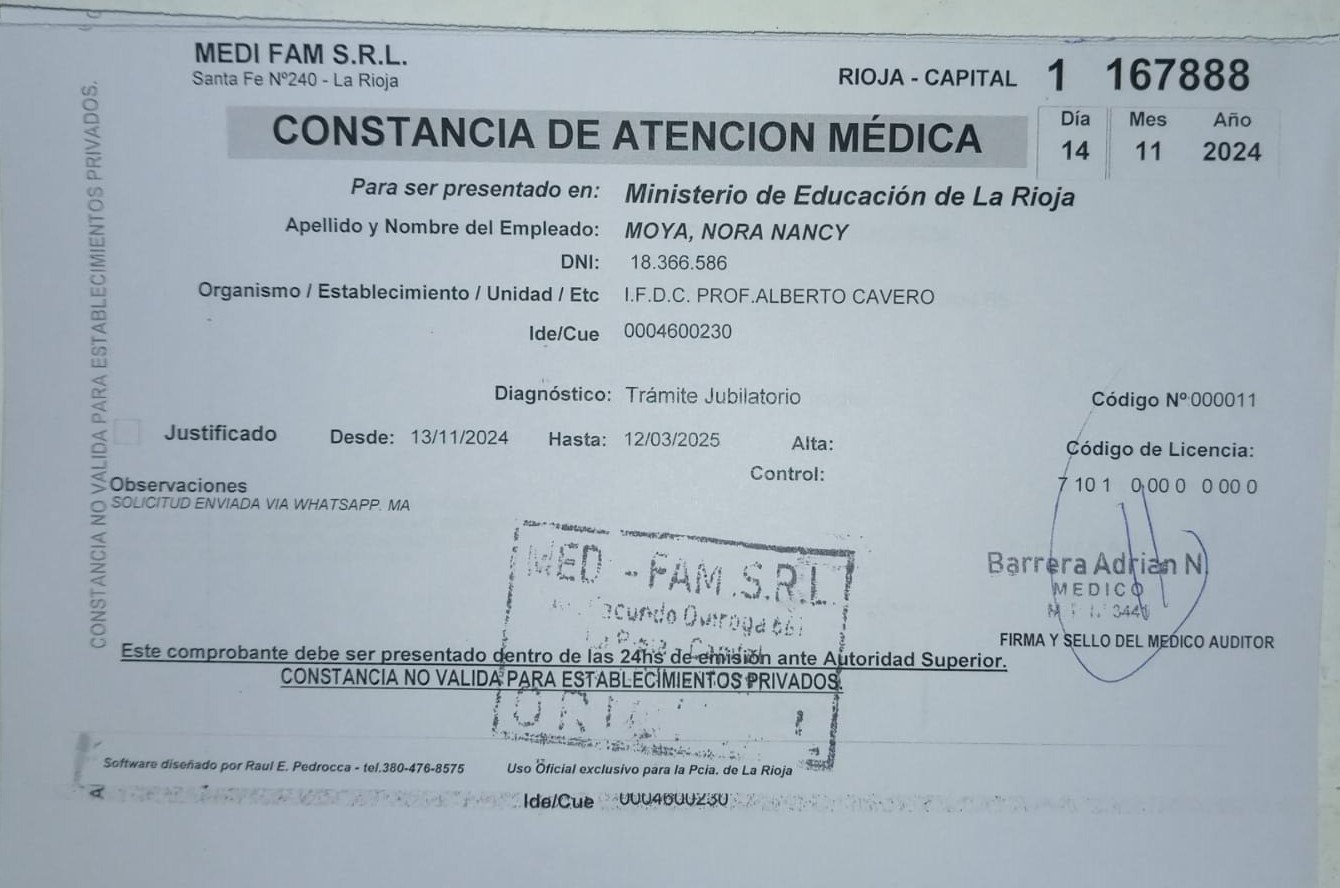 MEDI FAM S.R.L.
Santa Fe Nº240 - La Rioja
RIOJA - CAPITAL 1 167888
CONSTANCIA DE ATENCION MÉDICA
Día Mes Año
14 11 2024
Para ser presentado en: Ministerio de Educación de La Rioja
Apellido y Nombre del Empleado: MOYA, NORA NANCY
DNI: 18.366.586
Organismo / Establecimiento / Unidad / Etc I.F.D.C. PROF.ALBERTO CAVERO
Ide/Cue 0004600230
Diagnóstico: Trámite Jubilatorio
Código Nº 000011
Justificado Desde: 13/11/2024 Hasta: 12/03/2025 Alta:
Control:
Código de Licencia:
7 10 1 0 00 0 0 00 0
Observaciones
SOLICITUD ENVIADA VIA WHATSAPP. MA
MED - FAM.S.R.L
Quiroga
Barrera Adrian N
MEDICO
FIRMA Y SELLO DEL MEDICO AUDITOR
Este comprobante debe ser presentado dentro de las 24hs de emisión ante Autoridad Superior.
CONSTANCIA NO VALIDA PARA ESTABLECIMIENTOS PRIVADOS.
Software diseñado por Raul E. Pedrocca - tel.380-476-8575
Uso Oficial exclusivo para la Pcia. de La Rioja
Ide/Cue 0004600230
CONSTANCIA NO VALIDA PARA ESTABLECIMIENTOS PRIVADOS.